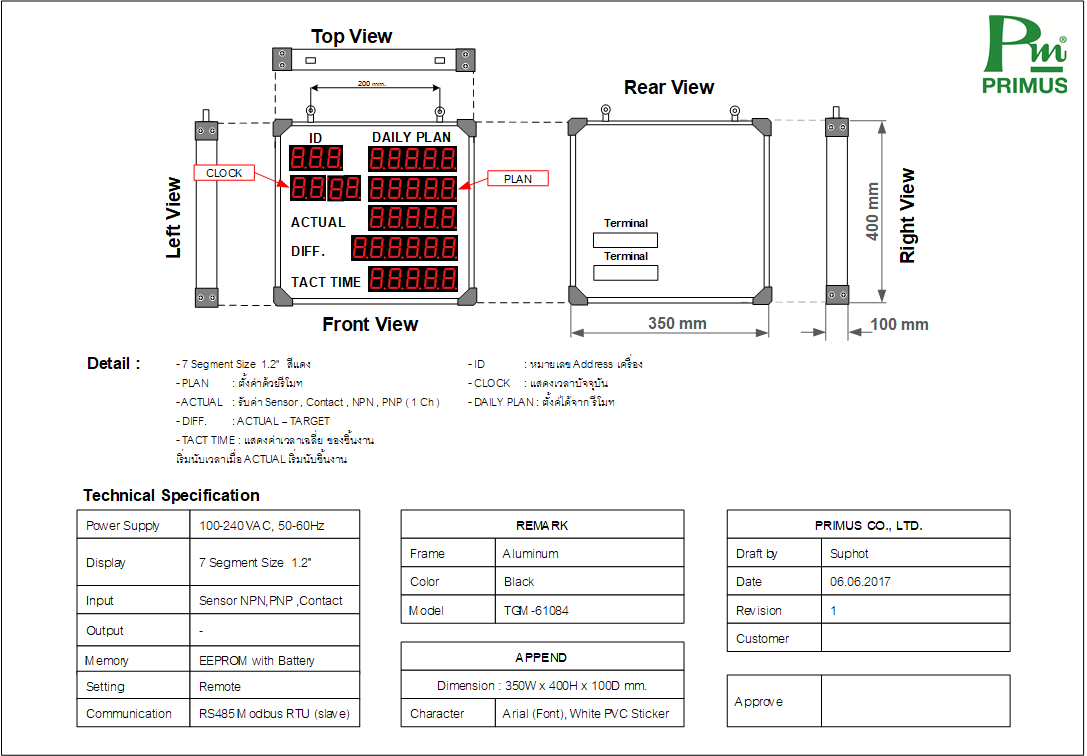 Top View
Pm®
PRIMUS
200 mm.
Rear View
ID
DAILY PLAN
CLOCK
PLAN
ACTUAL
DIFF.
TACT TIME
Left View
Terminal
Terminal
400 mm
Right View
Front View
350 mm
100 mm
Detail :
- 7 Segment Size 1.2" สีแดง
- PLAN : ตั้งค่าด้วยรีโมท
- ACTUAL : รับค่า Sensor , Contact , NPN , PNP ( 1 Ch )
- DIFF. : ACTUAL – TARGET
- TACT TIME : แสดงค่าเวลาเฉลี่ย ของชิ้นงาน
เริ่มนับเวลาเมื่อ ACTUAL เริ่มนับชิ้นงาน
- ID : หมายเลข Address เครื่อง
- CLOCK : แสดงเวลาปัจจุบัน
- DAILY PLAN : ตั้งค่าได้จาก รีโมท
Technical Specification
Power Supply 100-240 VAC, 50-60Hz
Display 7 Segment Size 1.2"
Input Sensor NPN,PNP ,Contact
Output -
Memory EEPROM with Battery
Setting Remote
Communication RS485 Modbus RTU (slave)
REMARK
Frame Aluminum
Color Black
Model TGM -61084
APPEND
Dimension : 350W x 400H x 100D mm.
Character Arial (Font), White PVC Sticker
PRIMUS CO., LTD.
Draft by Suphot
Date 06.06.2017
Revision 1
Customer
Approve